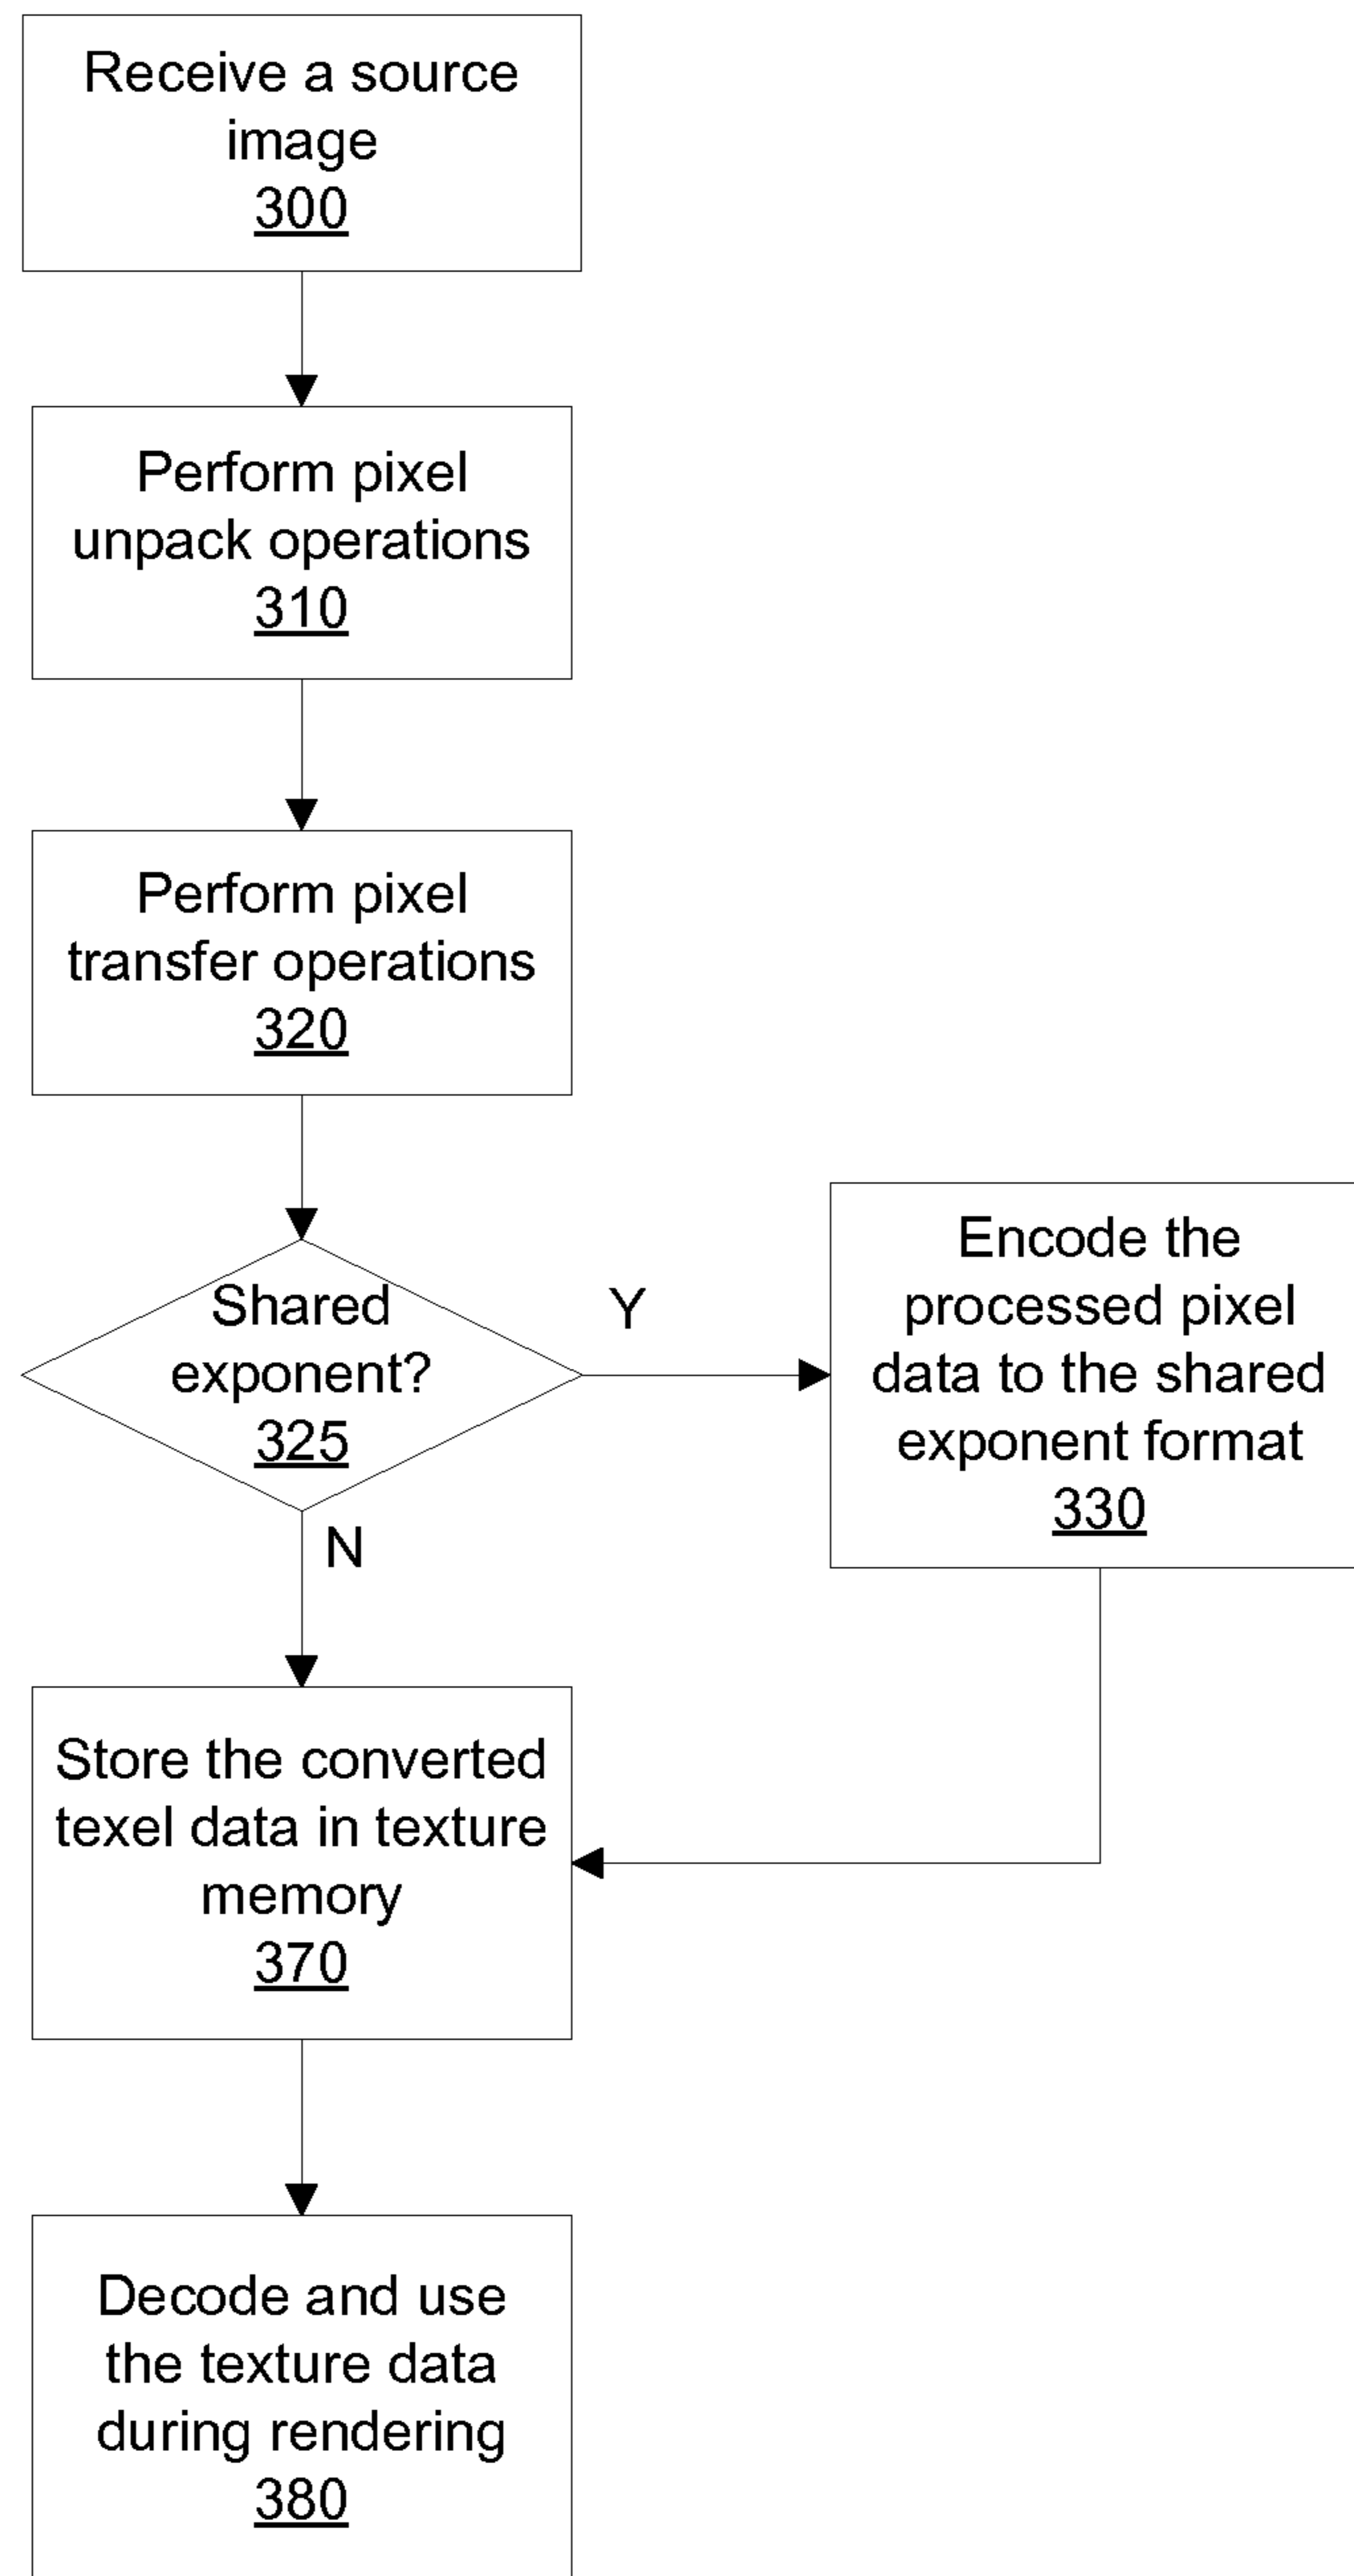 Receive a source
image
300
Perform pixel
unpack operations
310
Perform pixel
transfer operations
320
Shared
exponent?
325
Y
N
Encode the
processed pixel
data to the shared
exponent format
330
Store the converted
texel data in texture
memory
370
Decode and use
the texture data
during rendering
380